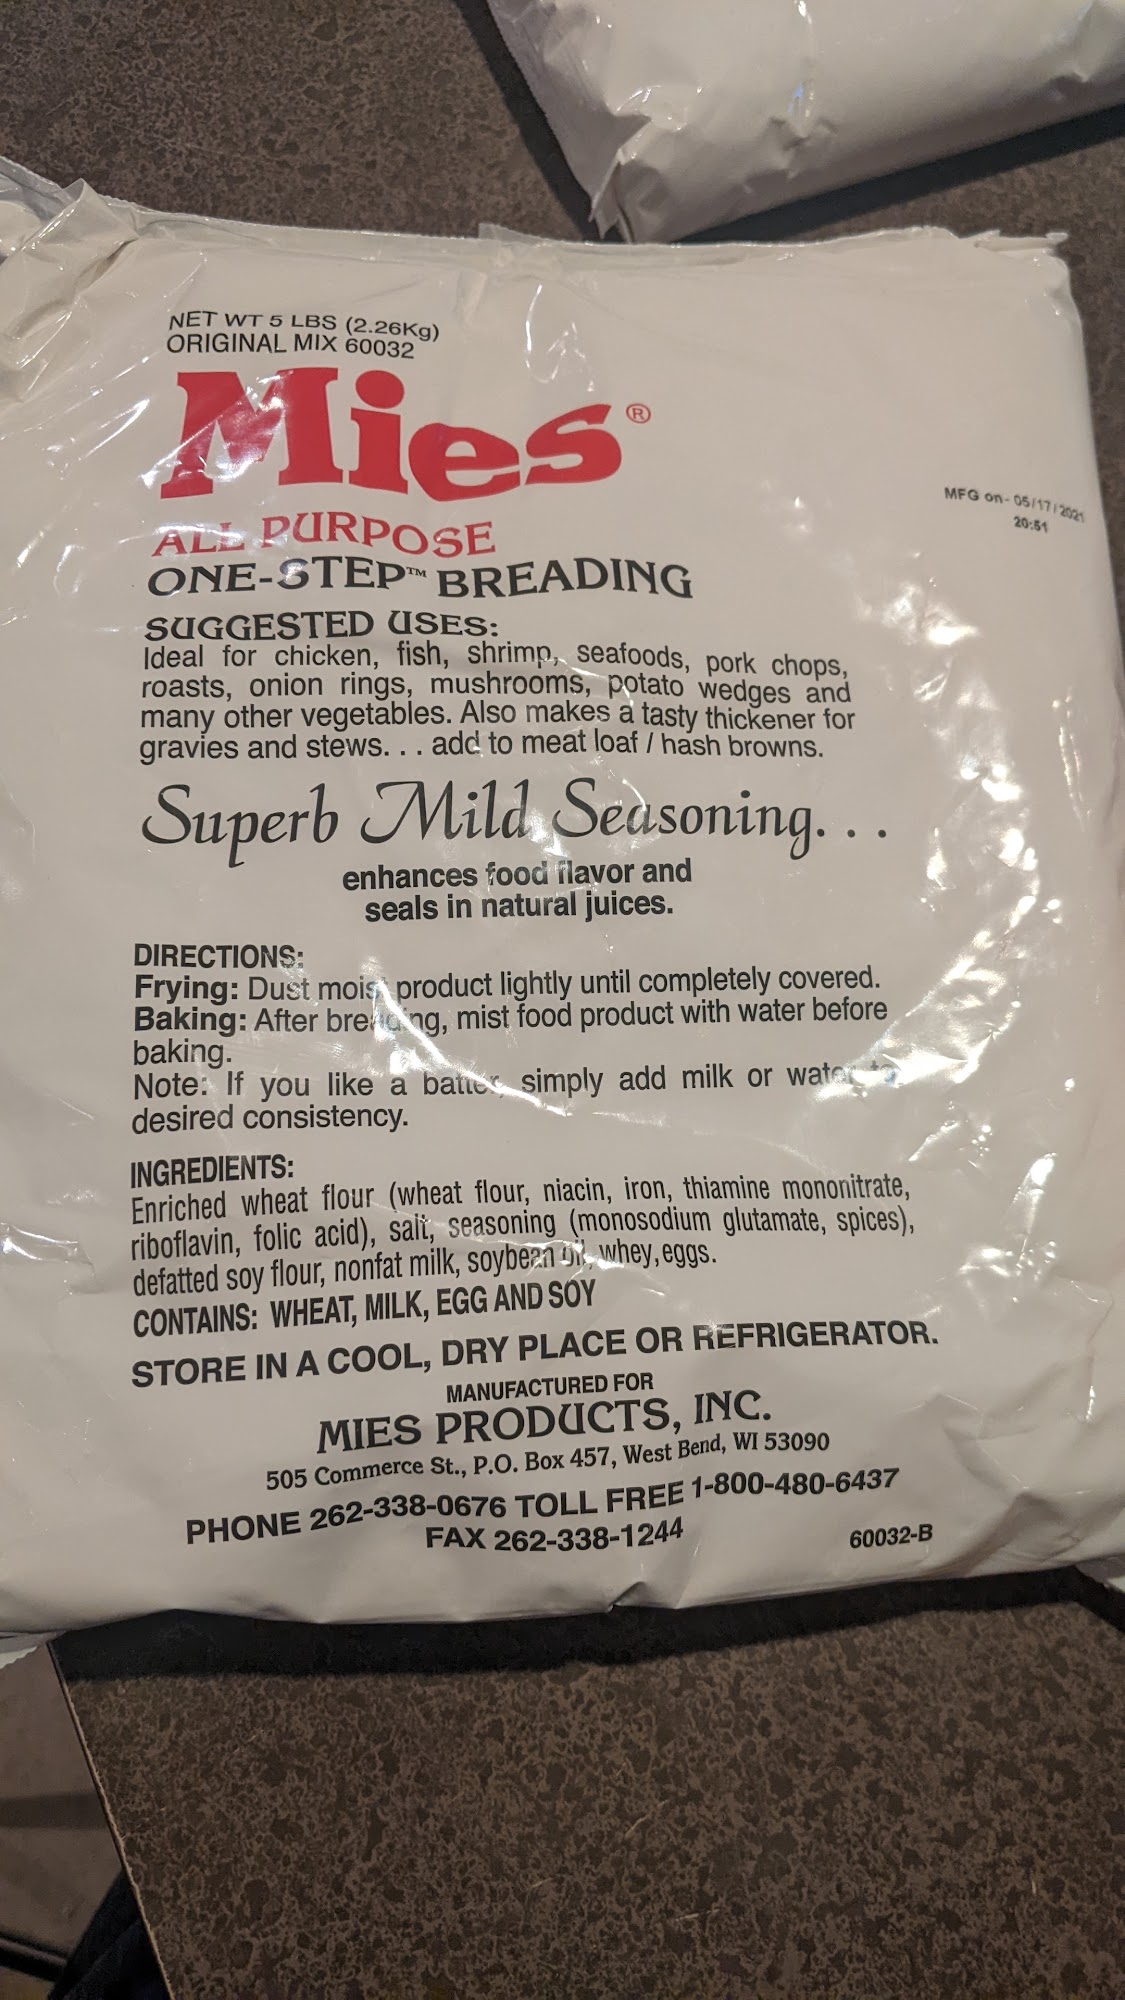 NET WT 5 LBS (2.26Kg)
ORIGINAL MIX 60032
Mies®
ALL PURPOSE
ONE-STEP™ BREADING
MFG on- 05/17/2021
20:51
SUGGESTED USES:
Ideal for chicken, fish, shrimp, seafoods, pork chops,
roasts, onion rings, mushrooms, potato wedges and
many other vegetables. Also makes a tasty thickener for
gravies and stews. . . add to meat loaf / hash browns.
Superb Mild Seasoning. . .
enhances food flavor and
seals in natural juices.
DIRECTIONS:
Frying: Dust moist product lightly until completely covered.
Baking: After breading, mist food product with water before
baking.
Note: If you like a batter, simply add milk or water to
desired consistency.
INGREDIENTS:
Enriched wheat flour (wheat flour, niacin, iron, thiamine mononitrate,
riboflavin, folic acid), salt, seasoning (monosodium glutamate, spices),
defatted soy flour, nonfat milk, soybean oil, whey, eggs.
CONTAINS: WHEAT, MILK, EGG AND SOY
STORE IN A COOL, DRY PLACE OR REFRIGERATOR.
MANUFACTURED FOR
MIES PRODUCTS, INC.
505 Commerce St., P.O. Box 457, West Bend, WI 53090
PHONE 262-338-0676 TOLL FREE 1-800-480-6437
FAX 262-338-1244
60032-B